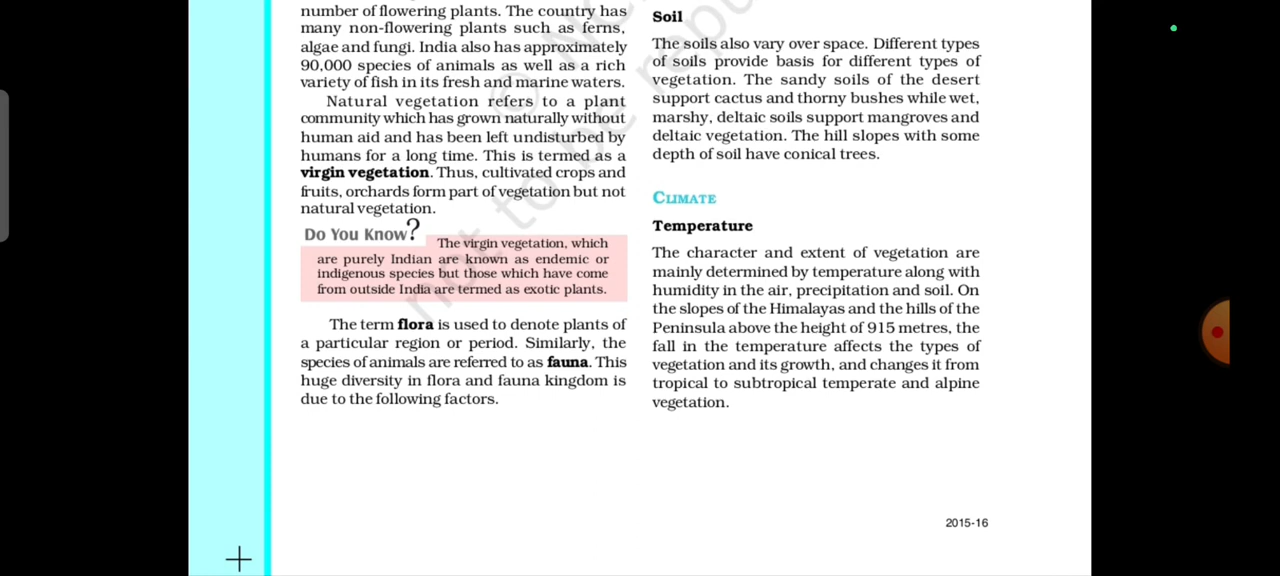 number of flowering plants. The country has
many non-flowering plants such as ferns,
algae and fungi. India also has approximately
90,000 species of animals as well as a rich
variety of fish in its fresh and marine waters.
Natural vegetation refers to a plant
community which has grown naturally without
human aid and has been left undisturbed by
humans for a long time. This is termed as a
virgin vegetation. Thus, cultivated crops and
fruits, orchards form part of vegetation but not
natural vegetation.
Do You Know?
The virgin vegetation, which
are purely Indian are known as endemic or
indigenous species but those which have come
from outside India are termed as exotic plants.
The term flora is used to denote plants of
a particular region or period. Similarly, the
species of animals are referred to as fauna. This
huge diversity in flora and fauna kingdom is
due to the following factors.
Soil
The soils also vary over space. Different types
of soils provide basis for different types of
vegetation. The sandy soils of the desert
support cactus and thorny bushes while wet,
marshy, deltaic soils support mangroves and
deltaic vegetation. The hill slopes with some
depth of soil have conical trees.
CLIMATE
Temperature
The character and extent of vegetation are
mainly determined by temperature along with
humidity in the air, precipitation and soil. On
the slopes of the Himalayas and the hills of the
Peninsula above the height of 915 metres, the
fall in the temperature affects the types of
vegetation and its growth, and changes it from
tropical to subtropical temperate and alpine
vegetation.
2015-16
not to be repu